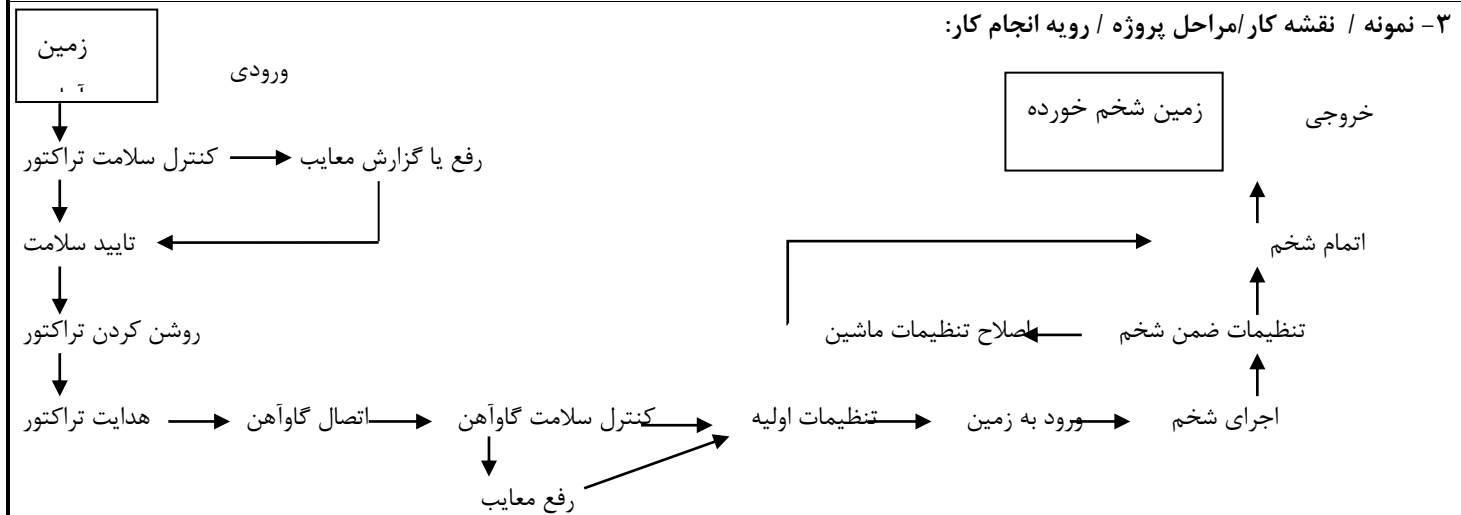 ۳- نمونه / نقشه کار/مراحل پروژه / رویه انجام کار:
زمین
ورودی
زمین شخم خورده
خروجی
کنترل سلامت تراکتور
رفع یا گزارش معایب
تایید سلامت
اتمام شخم
روشن کردن تراکتور
اصلاح تنظیمات ماشین
تنظیمات ضمن شخم
هدایت تراکتور
اتصال گاوآهن
کنترل سلامت گاوآهن
تنظیمات اولیه
ورود به زمین
اجرای شخم
رفع معایب